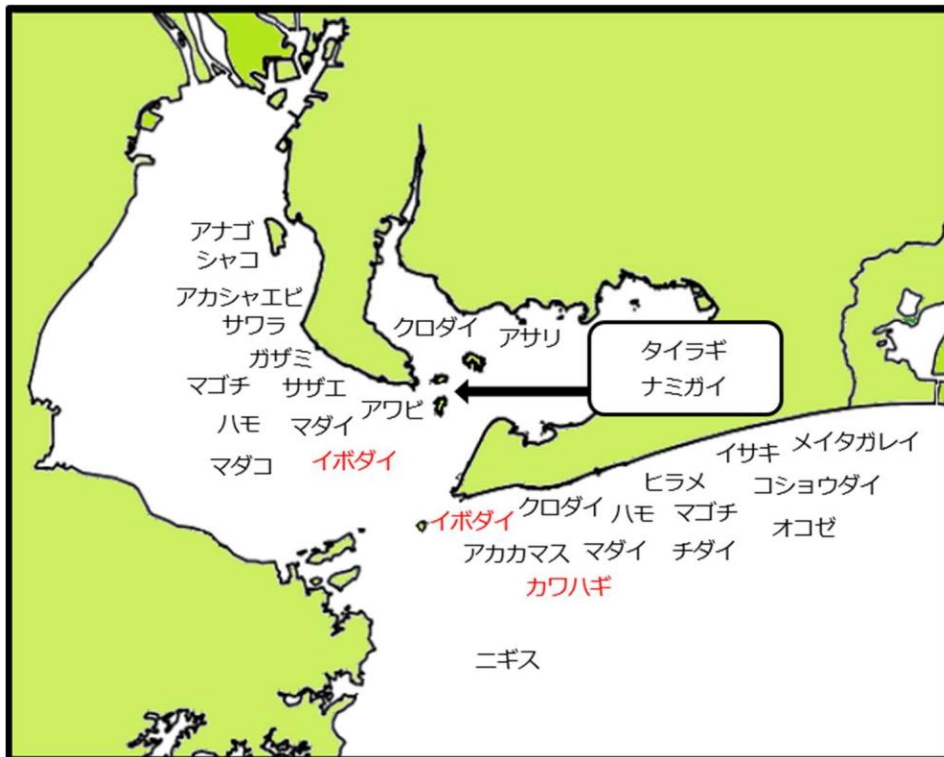 アナゴ
シャコ
アカシャエビ
サワラ
クロダイ
アサリ
タイラギ
ナミガイ
ガザミ
マゴチ
サザエ
アワビ
ハモ
マダイ
マダコ
イボダイ
イサキ
メイタガレイ
ヒラメ
コショウダイ
イボダイ
クロダイ
ハモ
マゴチ
オコゼ
アカカマス
マダイ
チダイ
カワハギ
ニギス